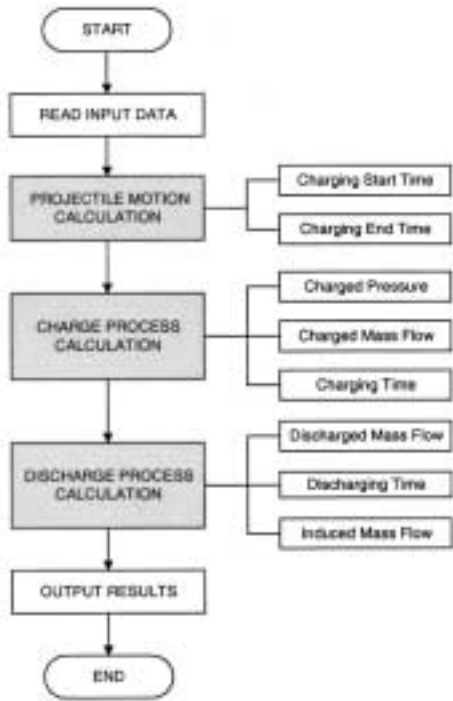 START
READ INPUT DATA
PROJECTILE MOTION
CALCULATION
Charging Start Time
Charging End Time
CHARGE PROCESS
CALCULATION
Charged Pressure
Charged Mass Flow
Charging Time
DISCHARGE PROCESS
CALCULATION
Discharged Mass Flow
Discharging Time
Induced Mass Flow
OUTPUT RESULTS
END